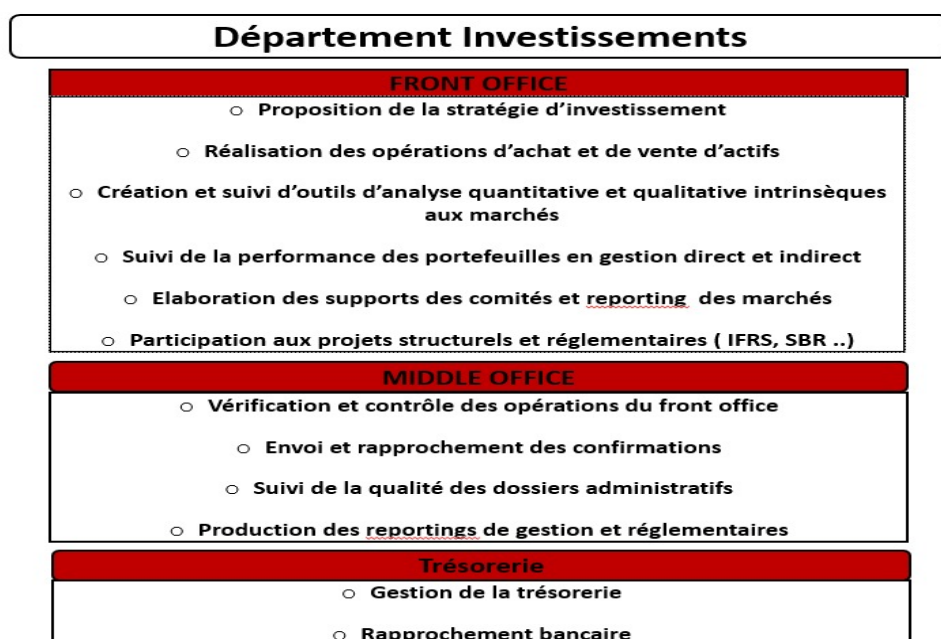 Département Investissements
FRONT OFFICE
o Proposition de la stratégie d’investissement
o Réalisation des opérations d’achat et de vente d’actifs
o Création et suivi d’outils d’analyse quantitative et qualitative intrinsèques
aux marchés
o Suivi de la performance des portefeuilles en gestion direct et indirect
o Elaboration des supports des comités et reporting des marchés
o Participation aux projets structurels et réglementaires ( IFRS, SBR ..)
MIDDLE OFFICE
o Vérification et contrôle des opérations du front office
o Envoi et rapprochement des confirmations
o Suivi de la qualité des dossiers administratifs
o Production des reportings de gestion et réglementaires
Trésorerie
o Gestion de la trésorerie
o Rapprochement bancaire